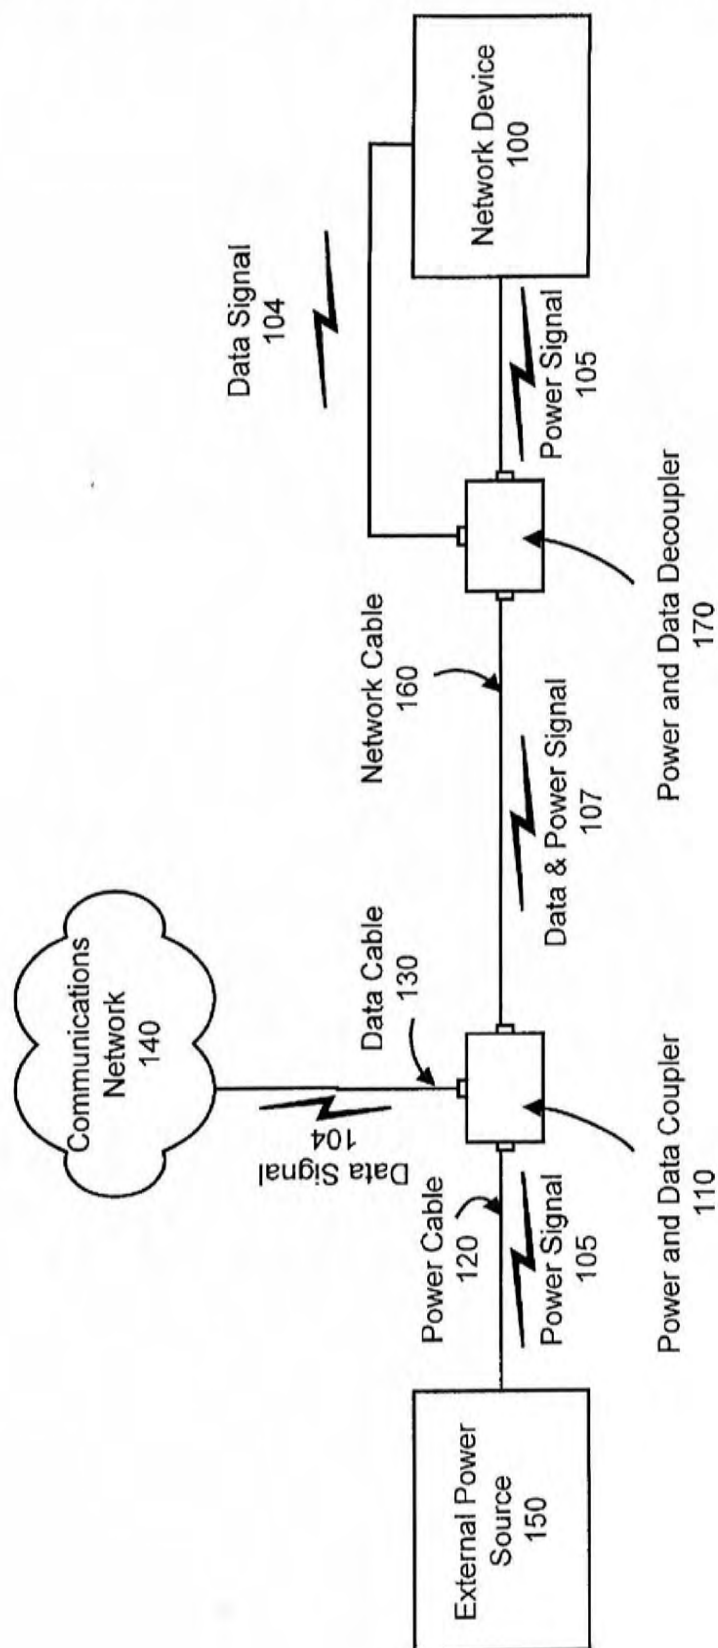 Communications
Network
140
Data Signal
104
Data Signal
104
Data Cable
130
Network Cable
160
Power Cable
120
External Power
Source
150
Power Signal
105
Data & Power Signal
107
Power Signal
105
Network Device
100
Power and Data Coupler
110
Power and Data Decoupler
170